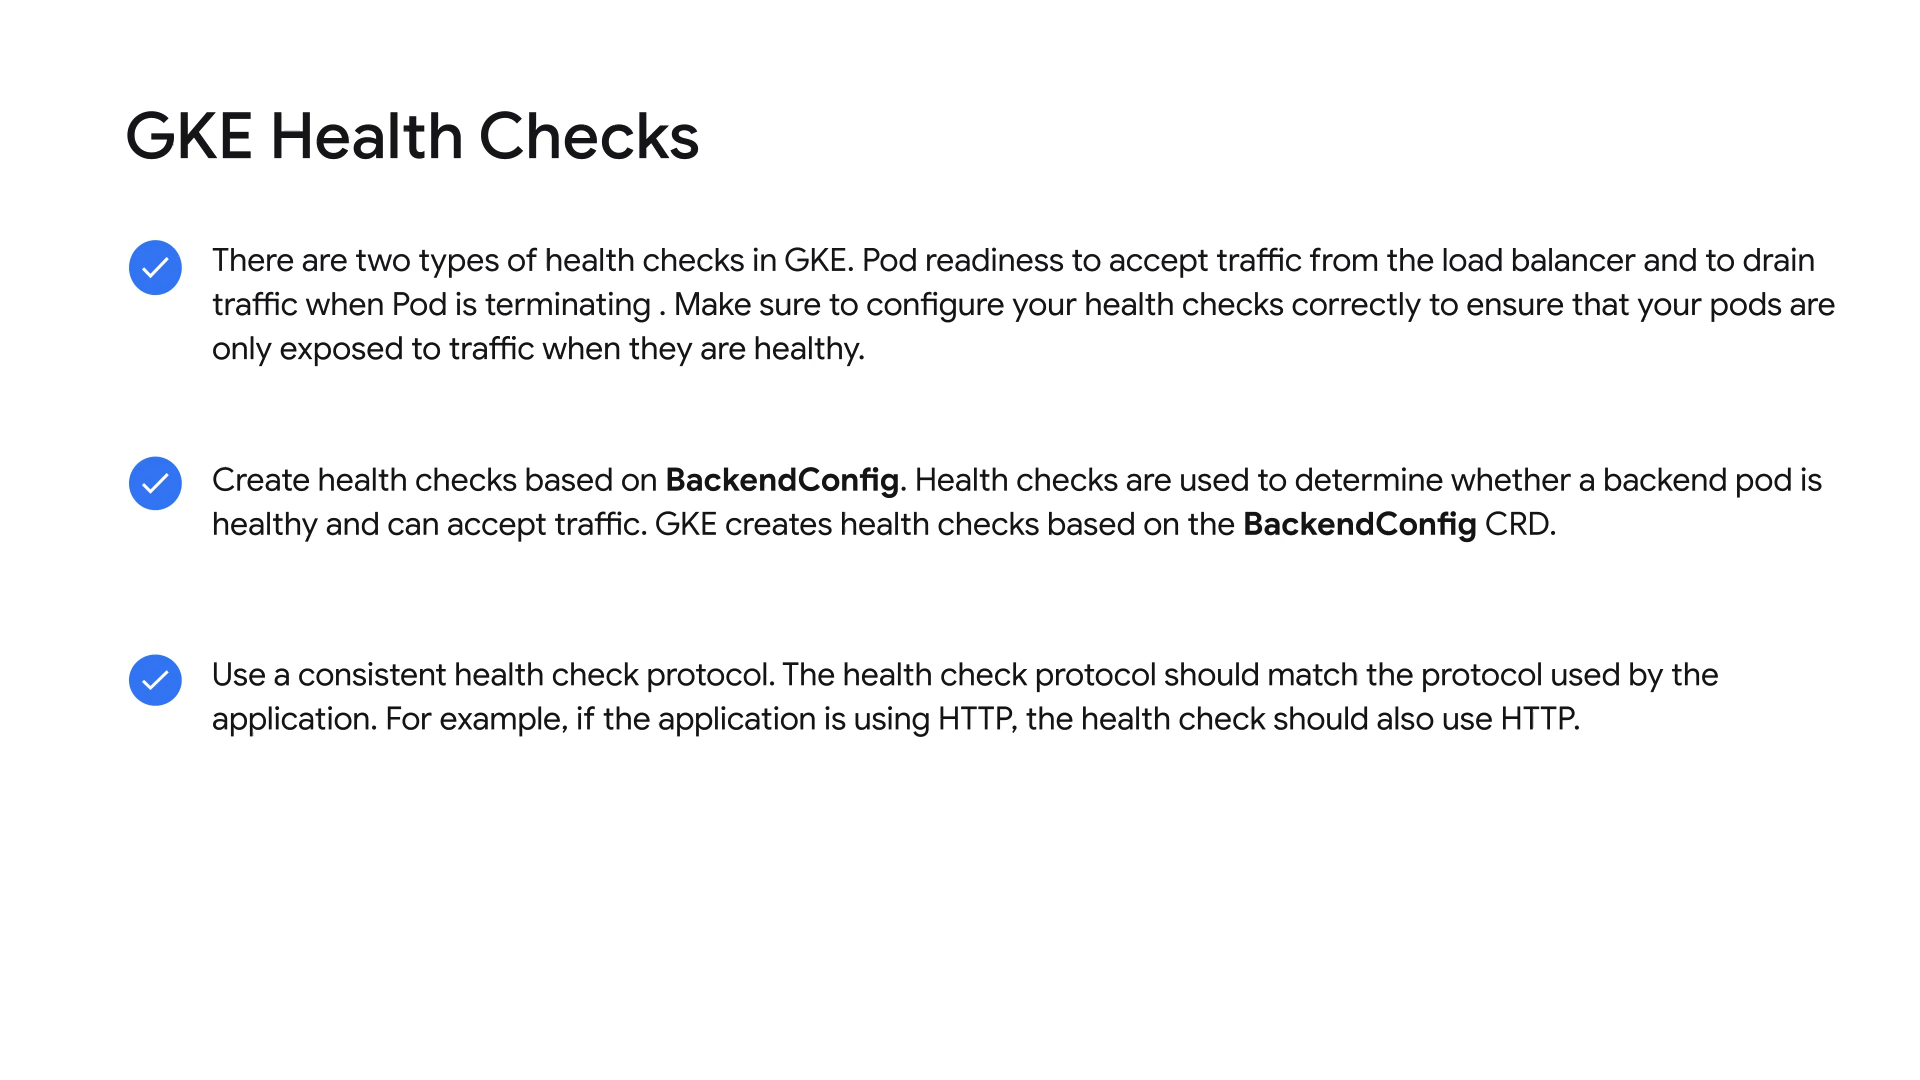 GKE Health Checks
There are two types of health checks in GKE. Pod readiness to accept traffic from the load balancer and to drain
traffic when Pod is terminating . Make sure to configure your health checks correctly to ensure that your pods are
only exposed to traffic when they are healthy.
Create health checks based on BackendConfig. Health checks are used to determine whether a backend pod is
healthy and can accept traffic. GKE creates health checks based on the BackendConfig CRD.
Use a consistent health check protocol. The health check protocol should match the protocol used by the
application. For example, if the application is using HTTP, the health check should also use HTTP.